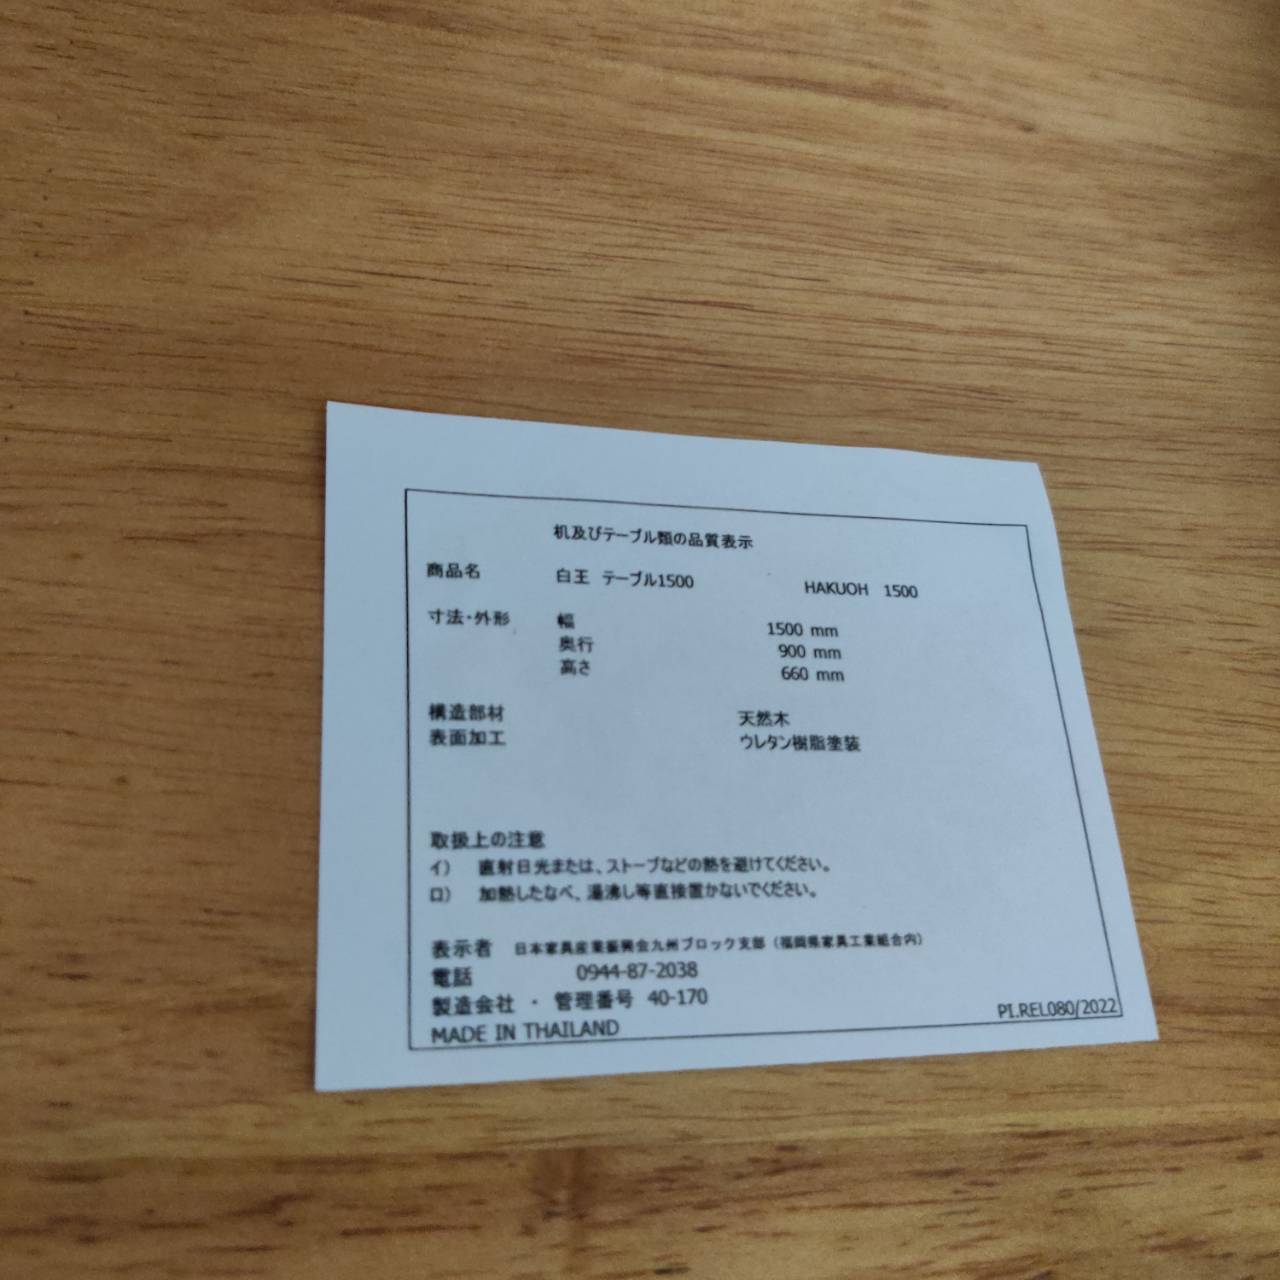 机及びテーブル類の品質表示
商品名 白王 テーブル1500 HAKUOH 1500
寸法・外形 幅 1500 mm
奥行 900 mm
高さ 660 mm
構造部材 天然木
表面加工 ウレタン樹脂塗装
取扱上の注意
イ） 直射日光または、ストーブなどの熱を避けてください。
ロ） 加熱したなべ、湯沸し等直接置かないでください。
表示者 日本家具産業振興会九州ブロック支部（福岡県家具工業組合内）
電話 0944-87-2038
製造会社 ・ 管理番号 40-170
MADE IN THAILAND PI.REL080/2022